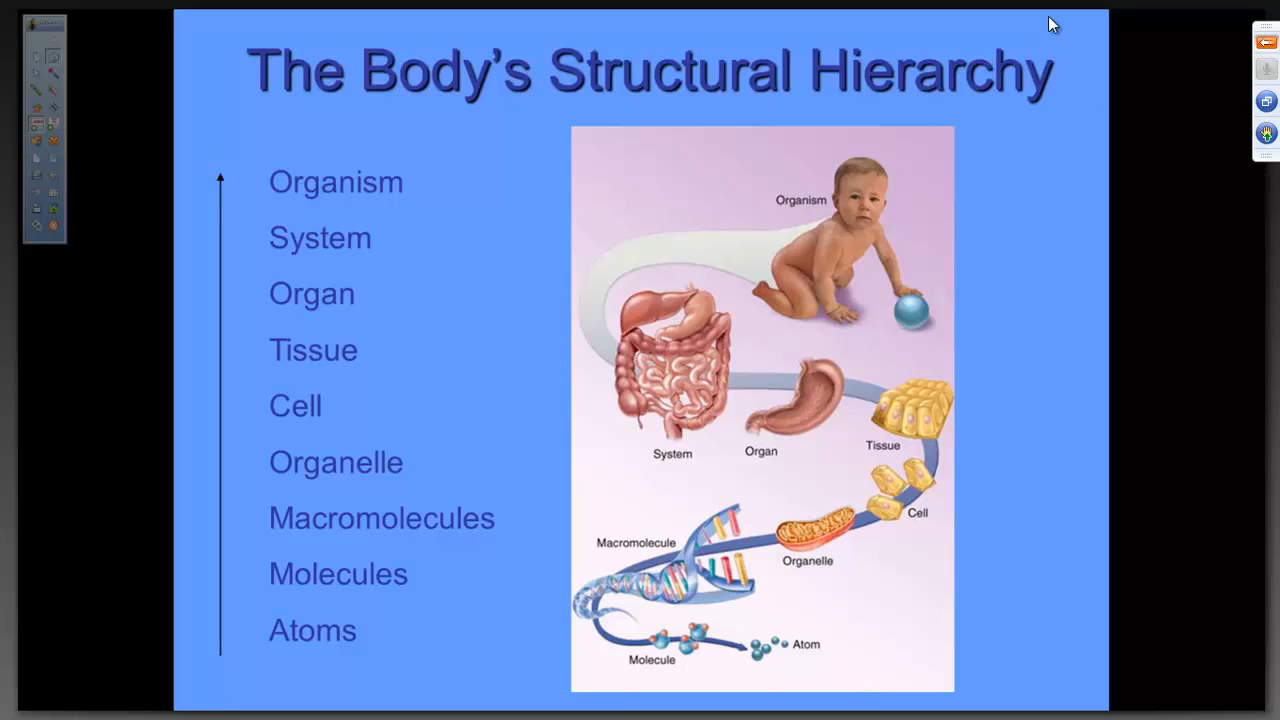 The Body's Structural Hierarchy
Organism
System
Organ
Tissue
Cell
Organelle
Macromolecules
Molecules
Atoms
Organism
System
Organ
Tissue
Cell
Macromolecule
Organelle
Molecule
Atom